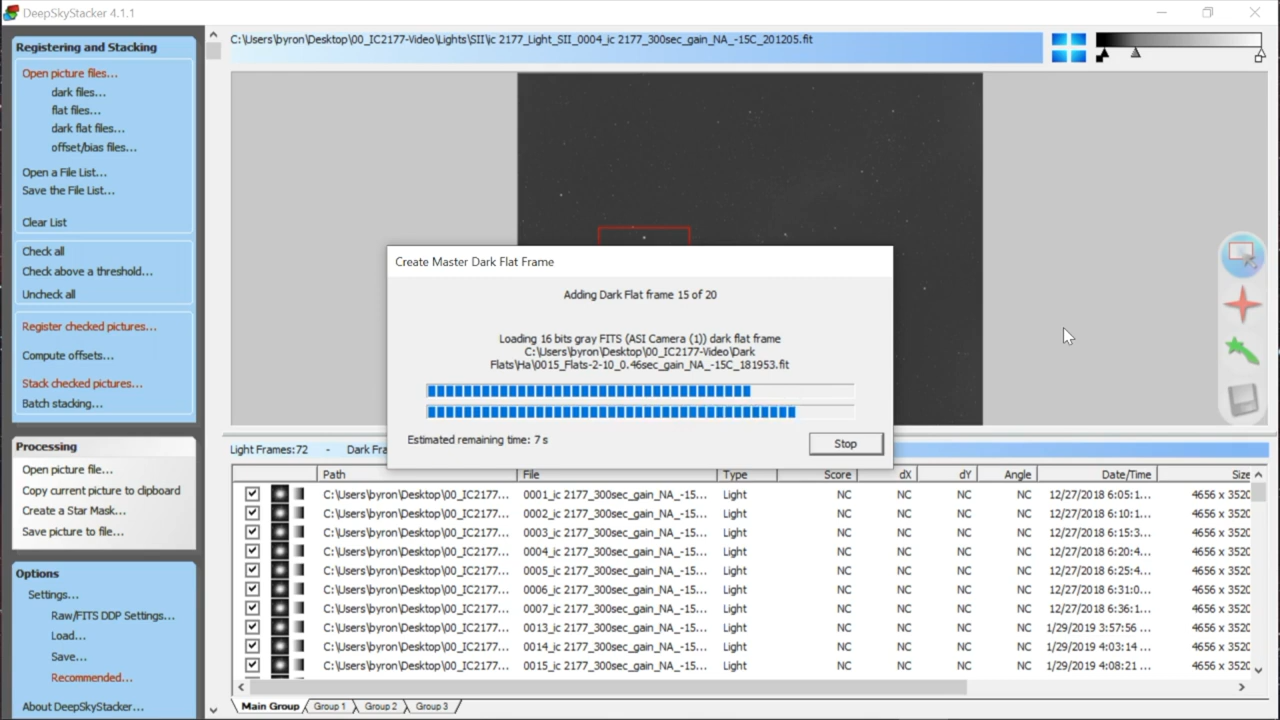 DeepSkyStacker 4.1.1
Registering and Stacking
Open picture files...
dark files...
flat files...
dark flat files...
offset/bias files...
Open a File List...
Save the File List...
Clear List
Check all
Check above a threshold...
Uncheck all
Register checked pictures...
Compute offsets...
Stack checked pictures...
Batch stacking...
Processing
Open picture file...
Copy current picture to clipboard
Create a Star Mask...
Save picture to file...
Options
Settings...
Raw/FITS DDP Settings...
Load...
Save...
Recommended...
About DeepSkyStacker...
C:\Users\byron\Desktop\00_IC2177-Video\Lights\SII\ic 2177_Light_SII_0004_ic 2177_300sec_gain_NA_-15C_201205.fit
Create Master Dark Flat Frame
Adding Dark Flat frame 15 of 20
Loading 16 bits gray FITS (ASI Camera (1)) dark flat frame
C:\Users\byron\Desktop\00_IC2177-Video\Dark
Flats\Ha\0015_Flats-2-10_0.46sec_gain_NA_-15C_181953.fit
Estimated remaining time: 7 s
Stop
Light Frames:72 - Dark Fra
Path File Type Score dX dY Angle Date/Time Size
C:\Users\byron\Desktop\00_IC2177... 0001_ic 2177_300sec_gain_NA_-15... Light NC NC NC NC 12/27/2018 6:05:1... 4656 x 3520
C:\Users\byron\Desktop\00_IC2177... 0002_ic 2177_300sec_gain_NA_-15... Light NC NC NC NC 12/27/2018 6:10:1... 4656 x 3520
C:\Users\byron\Desktop\00_IC2177... 0003_ic 2177_300sec_gain_NA_-15... Light NC NC NC NC 12/27/2018 6:15:3... 4656 x 3520
C:\Users\byron\Desktop\00_IC2177... 0004_ic 2177_300sec_gain_NA_-15... Light NC NC NC NC 12/27/2018 6:20:4... 4656 x 3520
C:\Users\byron\Desktop\00_IC2177... 0005_ic 2177_300sec_gain_NA_-15... Light NC NC NC NC 12/27/2018 6:25:4... 4656 x 3520
C:\Users\byron\Desktop\00_IC2177... 0006_ic 2177_300sec_gain_NA_-15... Light NC NC NC NC 12/27/2018 6:31:0... 4656 x 3520
C:\Users\byron\Desktop\00_IC2177... 0007_ic 2177_300sec_gain_NA_-15... Light NC NC NC NC 12/27/2018 6:36:1... 4656 x 3520
C:\Users\byron\Desktop\00_IC2177... 0013_ic 2177_300sec_gain_NA_-15... Light NC NC NC NC 1/29/2019 3:57:56 ... 4656 x 3520
C:\Users\byron\Desktop\00_IC2177... 0014_ic 2177_300sec_gain_NA_-15... Light NC NC NC NC 1/29/2019 4:03:14 ... 4656 x 3520
C:\Users\byron\Desktop\00_IC2177... 0015_ic 2177_300sec_gain_NA_-15... Light NC NC NC NC 1/29/2019 4:08:21 ... 4656 x 3520
Main Group Group 1 Group 2 Group 3